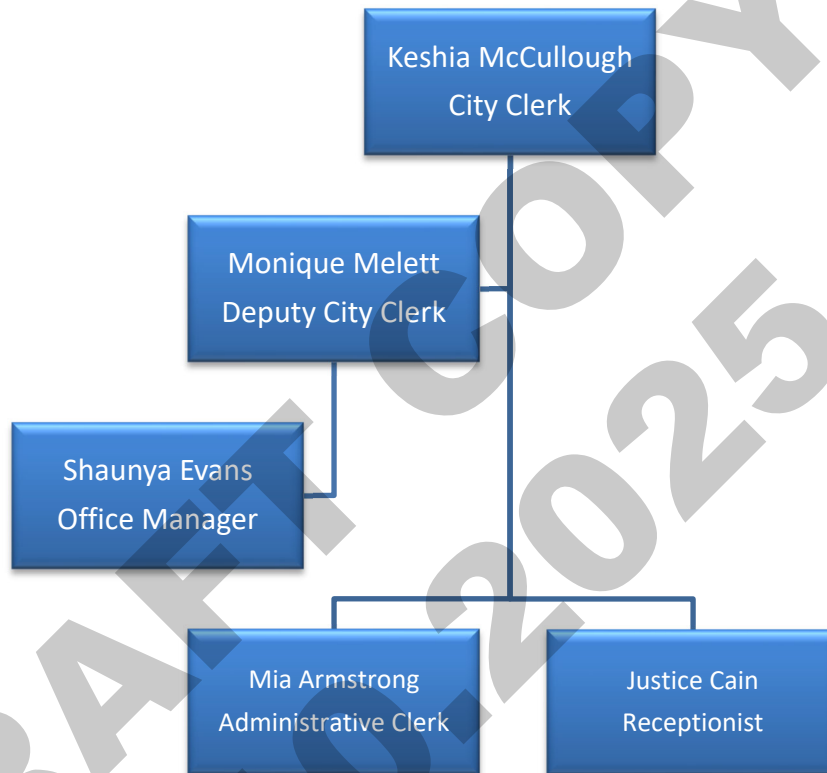 Keshia McCullough
City Clerk
Monique Melett
Deputy City Clerk
Shaunya Evans
Office Manager
Mia Armstrong
Administrative Clerk
Justice Cain
Receptionist
COPY
2025